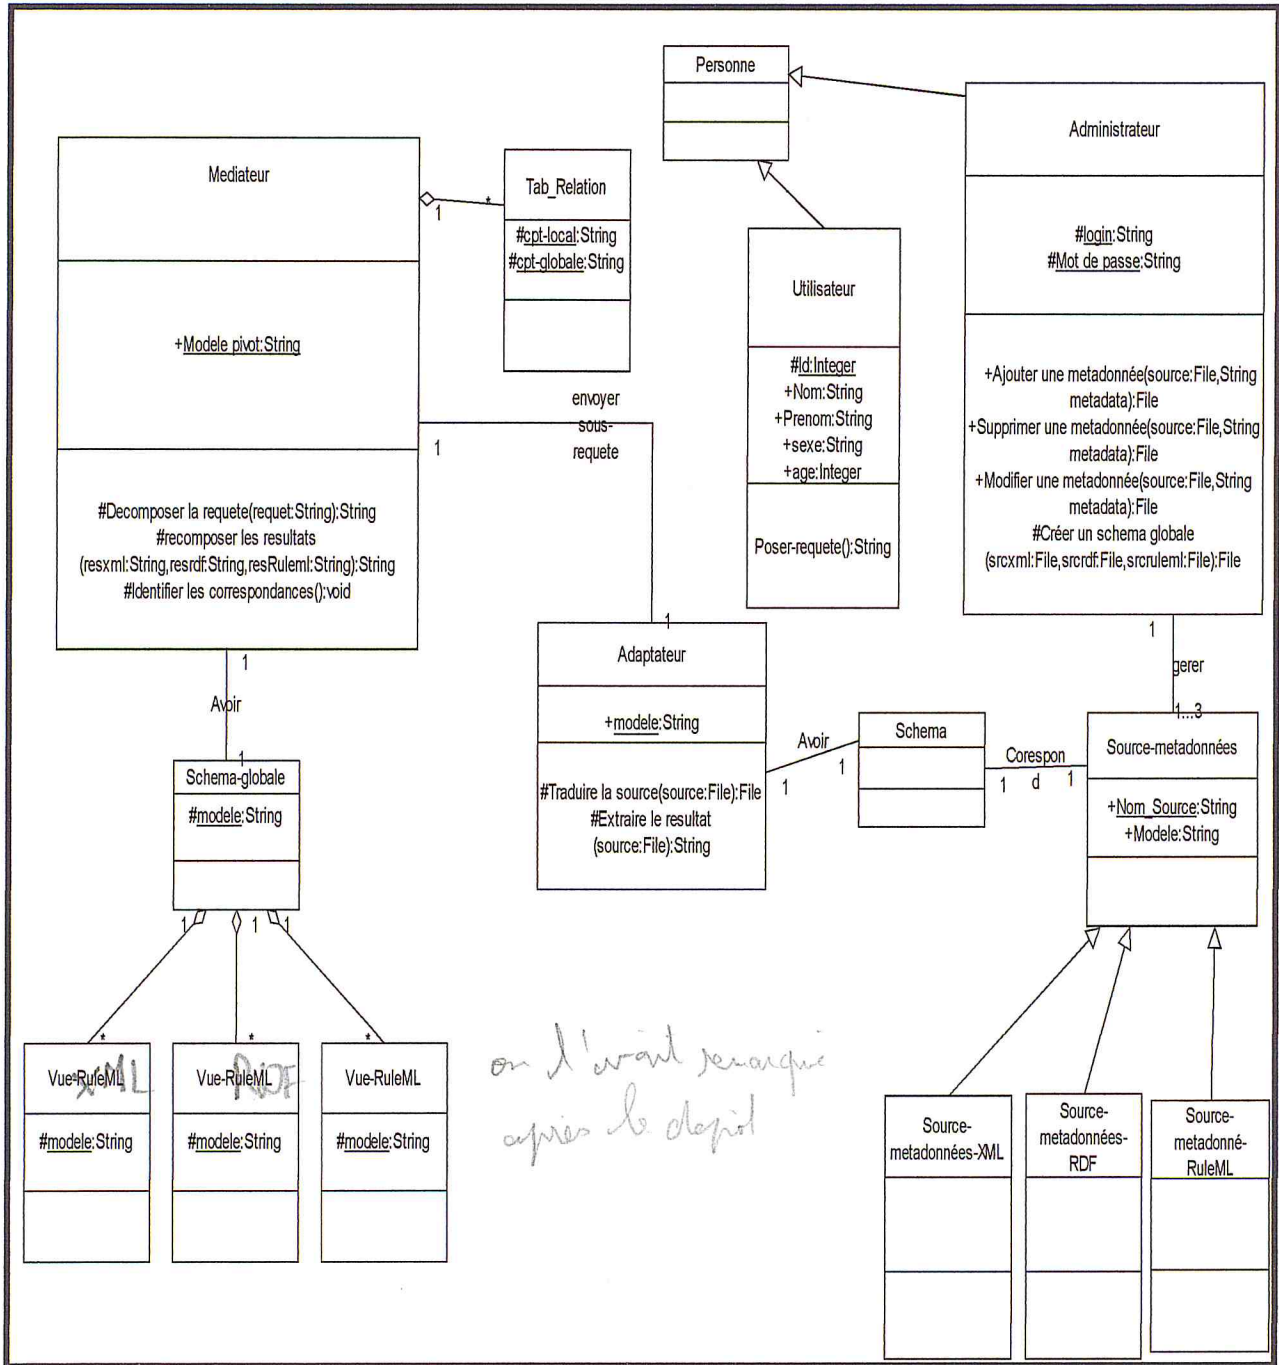 Personne
Administrateur
#login:String
#Mot de passe:String
+Ajouter une metadonnée(source:File,String
metadata):File
+Supprimer une metadonnée(source:File,String
metadata):File
+Modifier une metadonnée(source:File,String
metadata):File
#Créer un schema globale
(srcxml:File,srcrdf:File,srcruleml:File):File
Mediateur
+Modele pivot:String
#Decomposer la requete(requet:String):String
#recomposer les resultats
(resxml:String,resrdf:String,resRuleml:String):String
#Identifier les correspondances():void
1
*
Tab_Relation
#cpt-local:String
#cpt-globale:String
Utilisateur
#Id:Integer
+Nom:String
+Prenom:String
+sexe:String
+age:Integer
Poser-requete():String
envoyer
sous-
requete
1
1
Adaptateur
+modele:String
#Traduire la source(source:File):File
#Extraire le resultat
(source:File):String
1
gerer
1...3
1
Avoir
1
Avoir
1
1
Schema
Corespon
d
1
1
Source-metadonnées
+Nom_Source:String
+Modele:String
Schema-globale
#modele:String
1
1
1
*
*
*
Vue-RuleML
XML
#modele:String
Vue-RuleML
RDF
#modele:String
Vue-RuleML
#modele:String
on l'avait remarqué
après le dépôt
Source-
metadonnées-XML
Source-
metadonnées-
RDF
Source-
metadonné-
RuleML